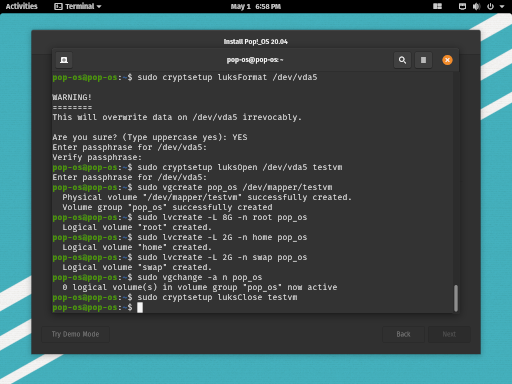 Activities
Terminal
May 1 6:58 PM
Install Pop!_OS 20.04
pop-os@pop-os: ~
pop-os@pop-os:~$ sudo cryptsetup luksFormat /dev/vda5
WARNING!
========
This will overwrite data on /dev/vda5 irrevocably.
Are you sure? (Type uppercase yes): YES
Enter passphrase for /dev/vda5:
Verify passphrase:
pop-os@pop-os:~$ sudo cryptsetup luksOpen /dev/vda5 testvm
Enter passphrase for /dev/vda5:
pop-os@pop-os:~$ sudo vgcreate pop_os /dev/mapper/testvm
  Physical volume "/dev/mapper/testvm" successfully created.
  Volume group "pop_os" successfully created
pop-os@pop-os:~$ sudo lvcreate -L 8G -n root pop_os
  Logical volume "root" created.
pop-os@pop-os:~$ sudo lvcreate -L 2G -n home pop_os
  Logical volume "home" created.
pop-os@pop-os:~$ sudo lvcreate -L 2G -n swap pop_os
  Logical volume "swap" created.
pop-os@pop-os:~$ sudo vgchange -a n pop_os
  0 logical volume(s) in volume group "pop_os" now active
pop-os@pop-os:~$ sudo cryptsetup luksClose testvm
pop-os@pop-os:~$
Try Demo Mode
Back
Next